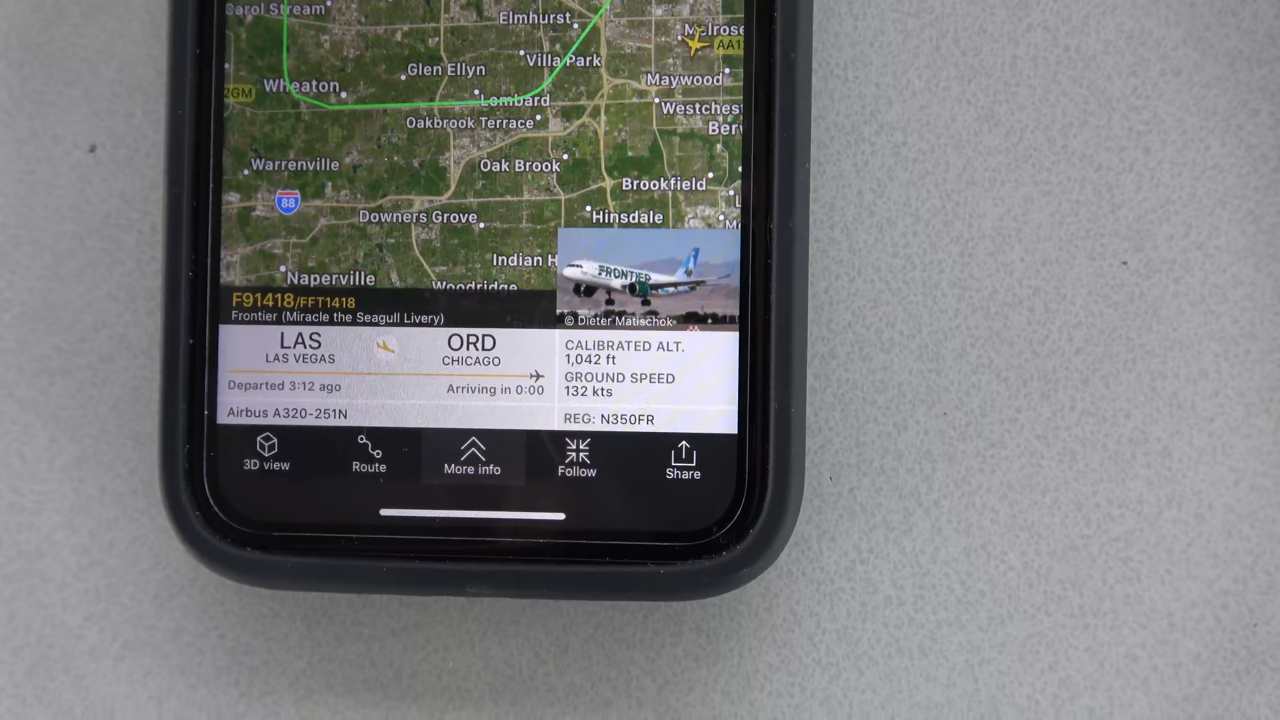 Carol Stream
Elmhurst
Melrose
AA1
Villa Park
Glen Ellyn
Maywood
Wheaton
2GM
Lombard
Westchest
Oakbrook Terrace
Berw
Warrenville
Oak Brook
Brookfield
88
Downers Grove
Hinsdale
Indian H
Naperville
Woodridge
FRONTIER
F91418/FFT1418
Frontier (Miracle the Seagull Livery)
© Dieter Matischok
LAS
LAS VEGAS
ORD
CHICAGO
Departed 3:12 ago
Arriving in 0:00
CALIBRATED ALT.
1,042 ft
GROUND SPEED
132 kts
Airbus A320-251N
REG: N350FR
3D view
Route
More info
Follow
Share